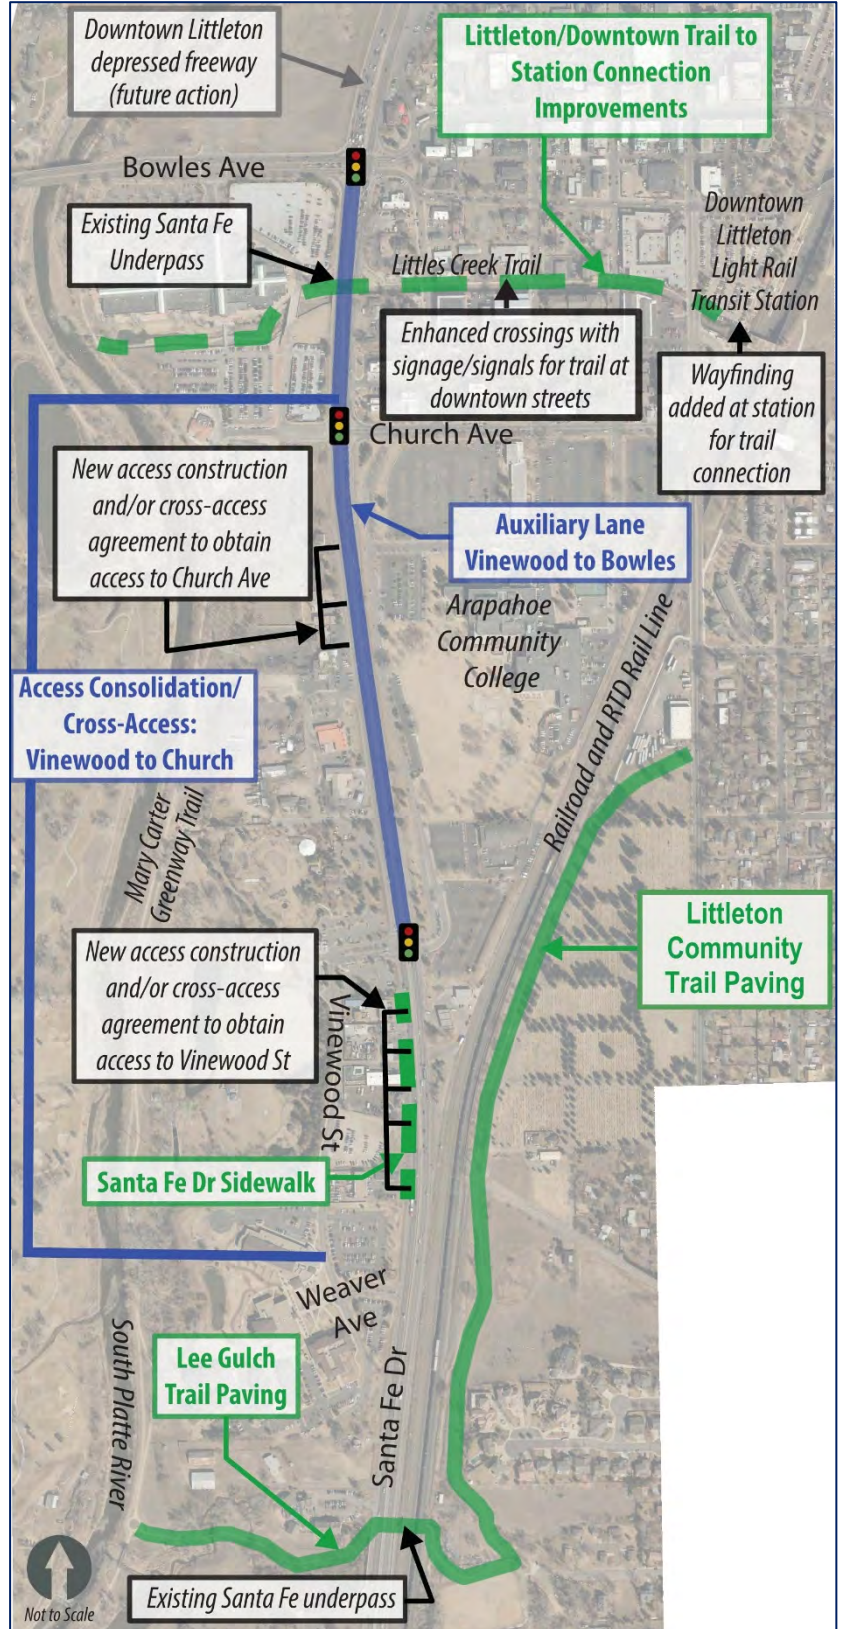 Downtown Littleton
depressed freeway
(future action)
Littleton/Downtown Trail to
Station Connection
Improvements
Bowles Ave
Existing Santa Fe
Underpass
Littles Creek Trail
Downtown
Littleton
Light Rail
Transit Station
Enhanced crossings with
signage/signals for trail at
downtown streets
Wayfinding
added at station
for trail
connection
Church Ave
New access construction
and/or cross-access
agreement to obtain
access to Church Ave
Auxiliary Lane
Vinewood to Bowles
Arapahoe
Community
College
Railroad and RTD Rail Line
Access Consolidation/
Cross-Access:
Vinewood to Church
Mary Carter
Greenway Trail
Littleton
Community
Trail Paving
New access construction
and/or cross-access
agreement to obtain
access to Vinewood St
Vinewood St
Santa Fe Dr Sidewalk
Weaver
Ave
South Platte River
Lee Gulch
Trail Paving
Santa Fe Dr
Existing Santa Fe underpass
Not to Scale